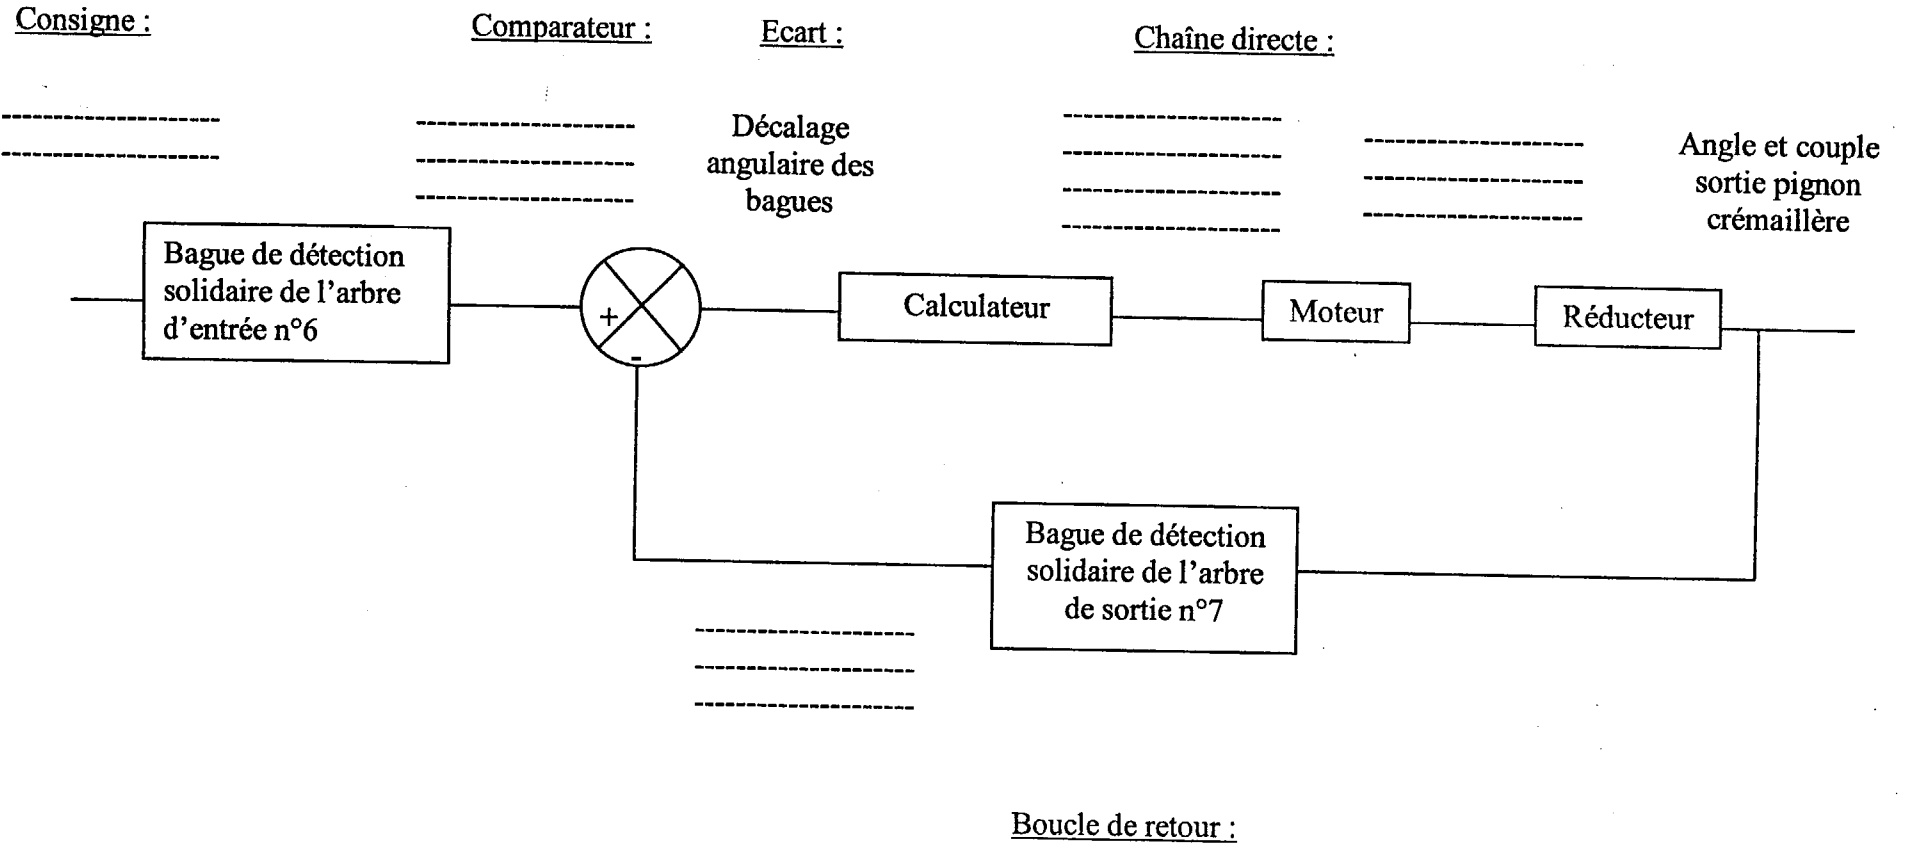 Consigne :
Comparateur :
Ecart :
Chaîne directe :
Décalage
angulaire des
bagues
Angle et couple
sortie pignon
crémaillère
Bague de détection
solidaire de l'arbre
d'entrée n°6
+
-
Calculateur
Moteur
Réducteur
Bague de détection
solidaire de l'arbre
de sortie n°7
Boucle de retour :